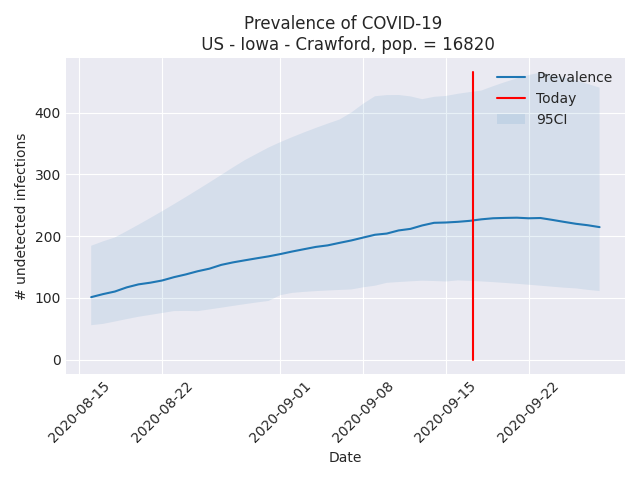 Prevalence of COVID-19
US - Iowa - Crawford, pop. = 16820
Prevalence
Today
95CI
# undetected infections
400
300
200
100
0
2020-08-15
2020-08-22
2020-09-01
2020-09-08
2020-09-15
2020-09-22
Date